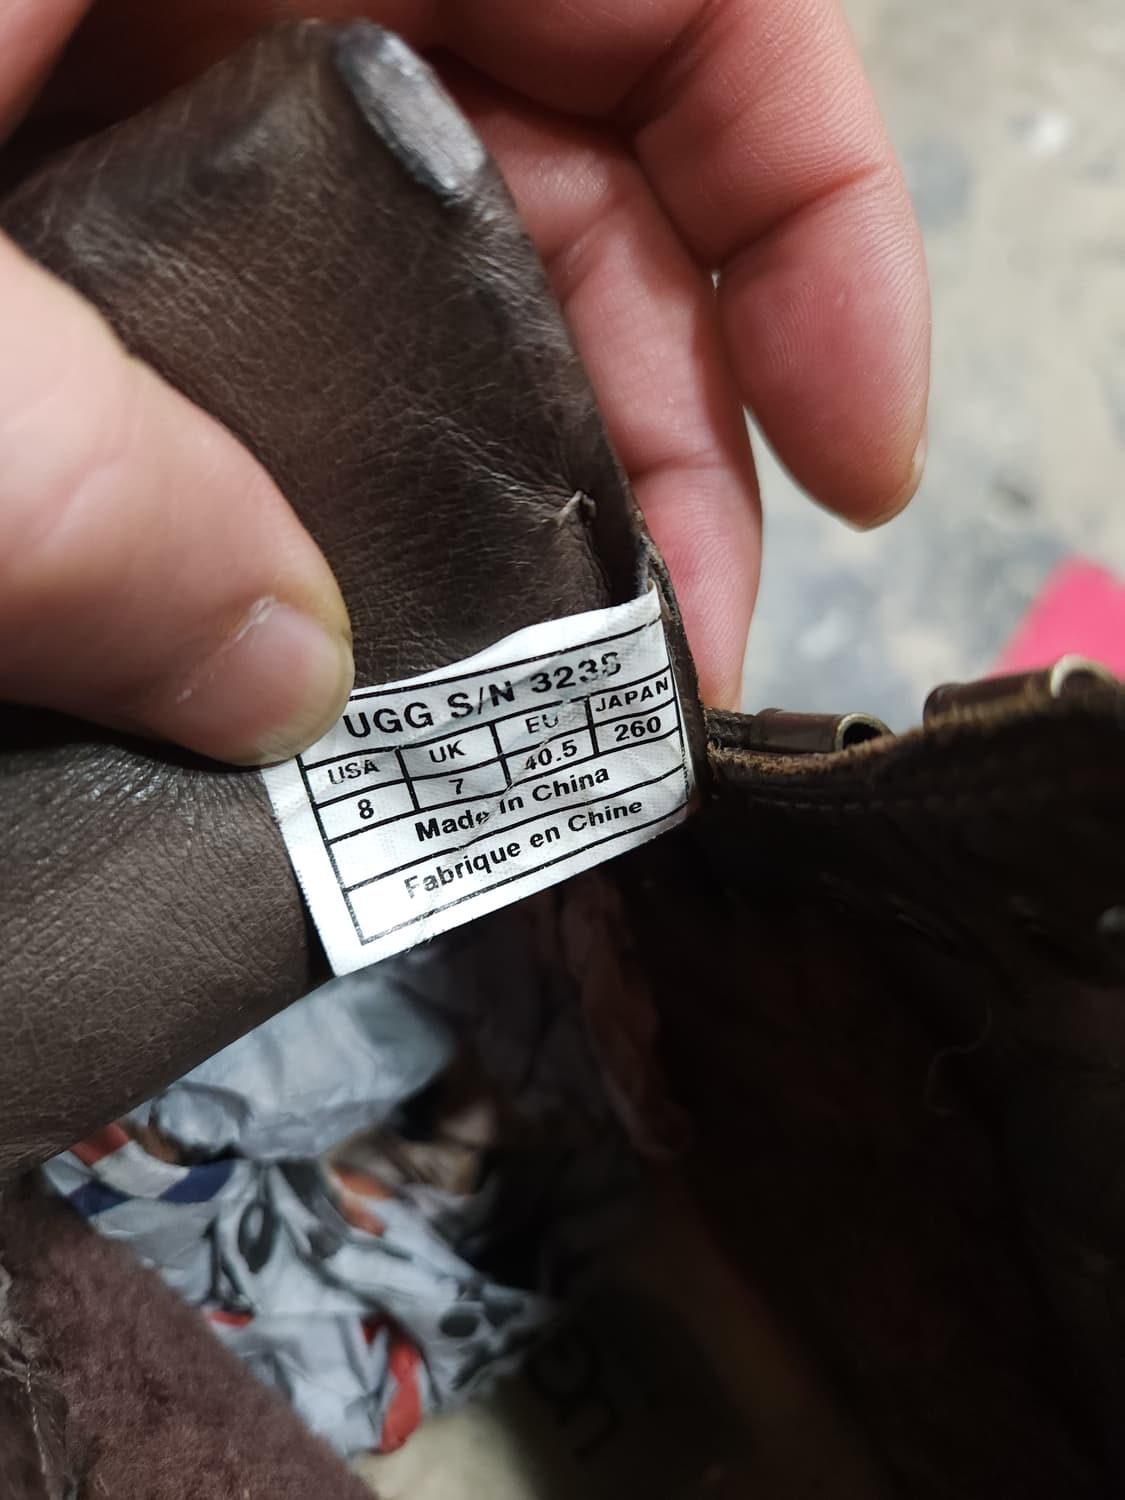 UGG S/N 3236
USA UK EU JAPAN
8 7 40.5 260
Made in China
Fabrique en Chine